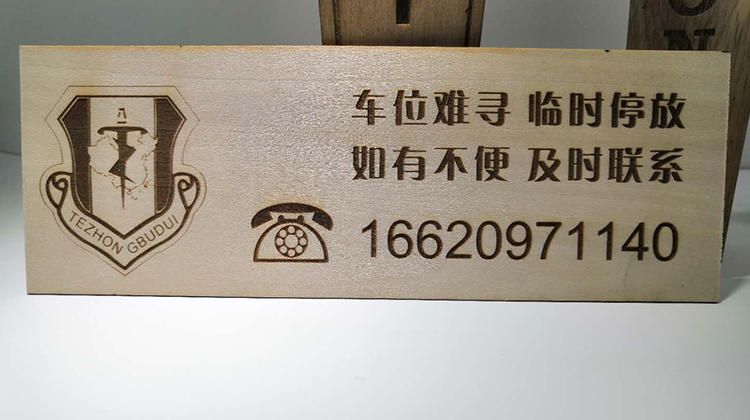 车位难寻 临时停放
如有不便 及时联系
16620971140
TEZHON GBUDUI
O
N